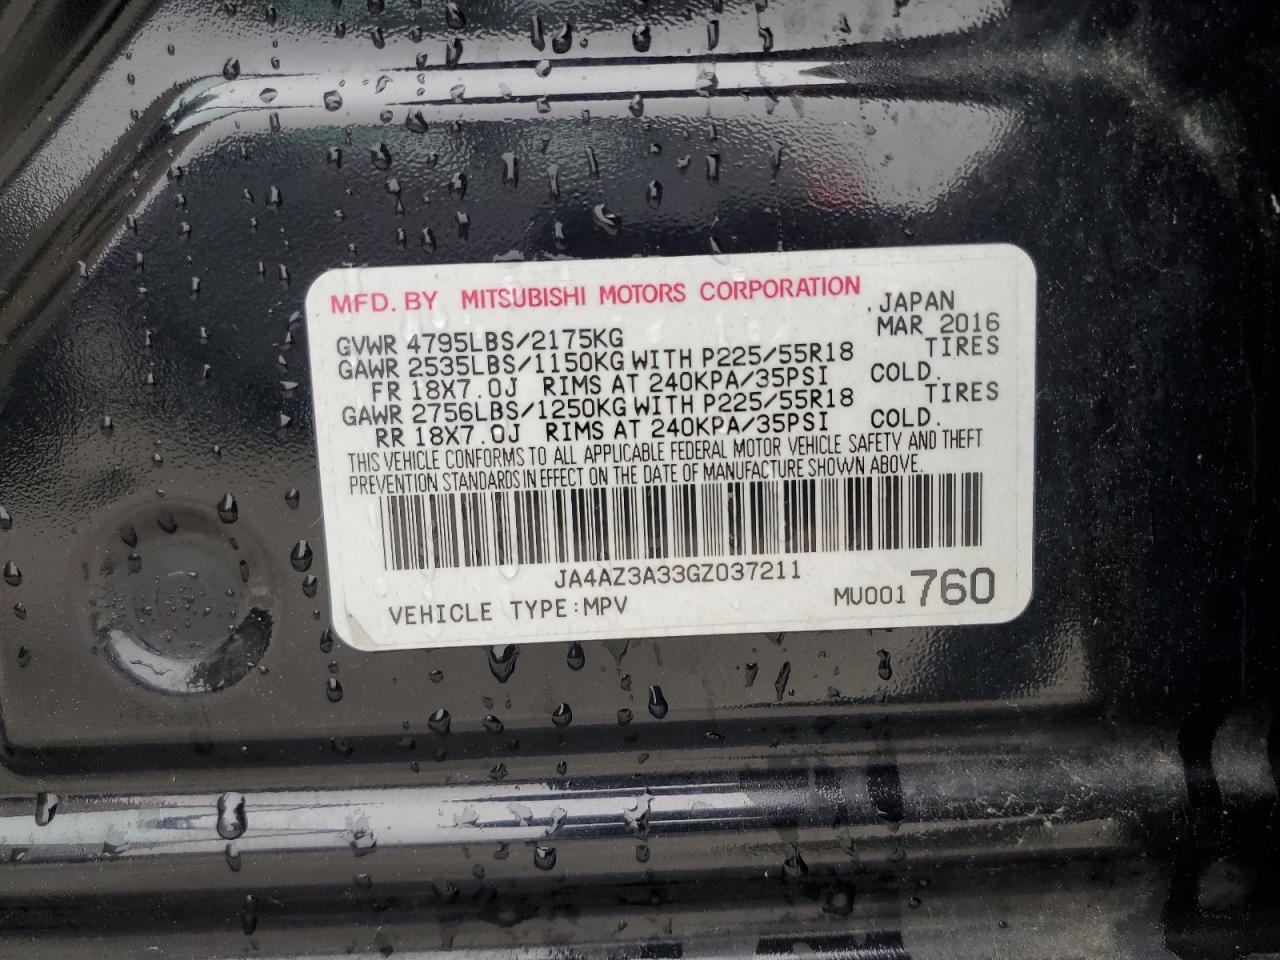 MFD. BY MITSUBISHI MOTORS CORPORATION , JAPAN
MAR 2016
GVWR 4795LBS/2175KG
GAWR 2535LBS/1150KG WITH P225/55R18 TIRES
FR 18X7.0J RIMS AT 240KPA/35PSI COLD.
GAWR 2756LBS/1250KG WITH P225/55R18 TIRES
RR 18X7.0J RIMS AT 240KPA/35PSI COLD.
THIS VEHICLE CONFORMS TO ALL APPLICABLE FEDERAL MOTOR VEHICLE SAFETY AND THEFT
PREVENTION STANDARDS IN EFFECT ON THE DATE OF MANUFACTURE SHOWN ABOVE.
JA4AZ3A33GZ037211
VEHICLE TYPE:MPV MU001 760